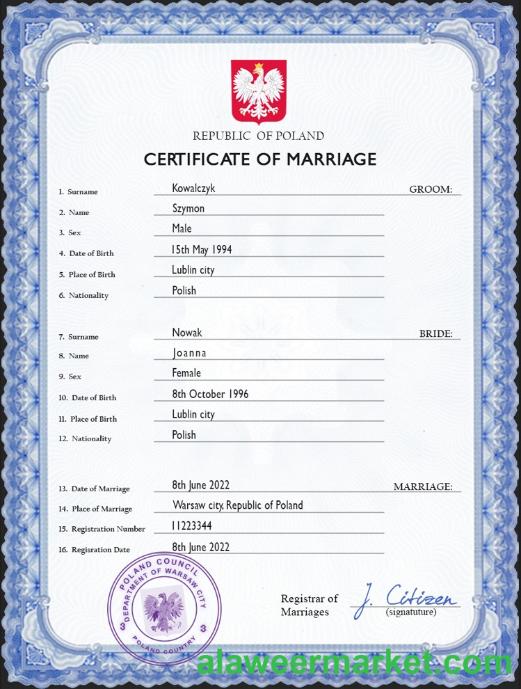 REPUBLIC OF POLAND
CERTIFICATE OF MARRIAGE
1. Surname Kowalczyk GROOM:
2. Name Szymon
3. Sex Male
4. Date of Birth 15th May 1994
5. Place of Birth Lublin city
6. Nationality Polish
7. Surname Nowak BRIDE:
8. Name Joanna
9. Sex Female
10. Date of Birth 8th October 1996
11. Place of Birth Lublin city
12. Nationality Polish
13. Date of Marriage 8th June 2022 MARRIAGE:
14. Place of Marriage Warsaw city, Republic of Poland
15. Registration Number 11223344
16. Regisration Date 8th June 2022
POLAND COUNCIL
DEPARTMENT OF WARSAW CITY
3 3
POLAND COUNTRY
Registrar of
Marriages
J. Citizen
(signatuture)
alaweermarket.com